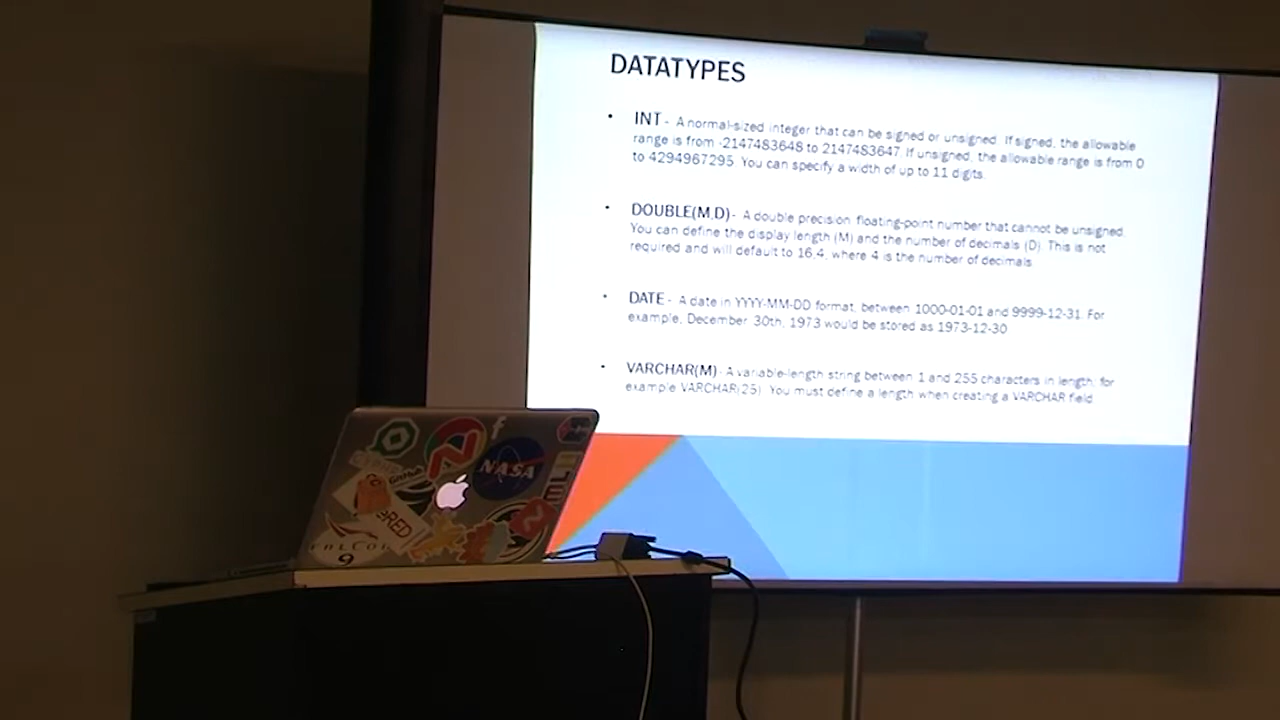 DATATYPES
• INT - A normal-sized integer that can be signed or unsigned. If signed, the allowable
range is from -2147483648 to 2147483647. If unsigned, the allowable range is from 0
to 4294967295. You can specify a width of up to 11 digits.
• DOUBLE(M,D) - A double precision floating-point number that cannot be unsigned.
You can define the display length (M) and the number of decimals (D). This is not
required and will default to 16,4, where 4 is the number of decimals.
• DATE - A date in YYYY-MM-DD format, between 1000-01-01 and 9999-12-31. For
example, December 30th, 1973 would be stored as 1973-12-30
• VARCHAR(M) - A variable-length string between 1 and 255 characters in length; for
example VARCHAR(25). You must define a length when creating a VARCHAR field
f
NASA
GitHub
RED
FALCON
9